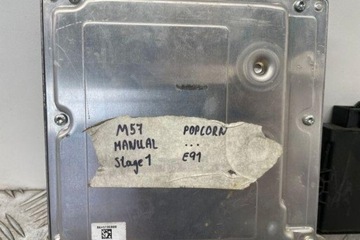 M57 POPCORN
MANUAL ...
Stage 1 E91